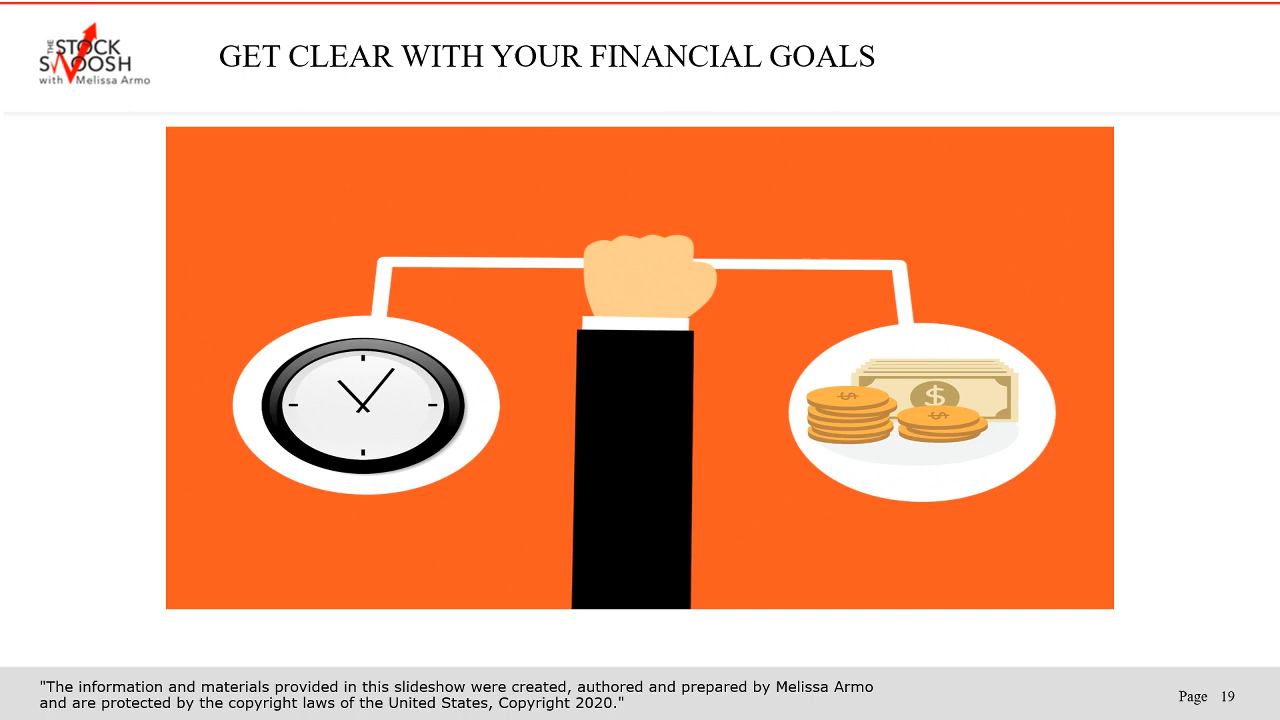 THE STOCK
SWOOSH
with Melissa Armo
GET CLEAR WITH YOUR FINANCIAL GOALS
$
$
$
"The information and materials provided in this slideshow were created, authored and prepared by Melissa Armo
and are protected by the copyright laws of the United States, Copyright 2020."
Page 19